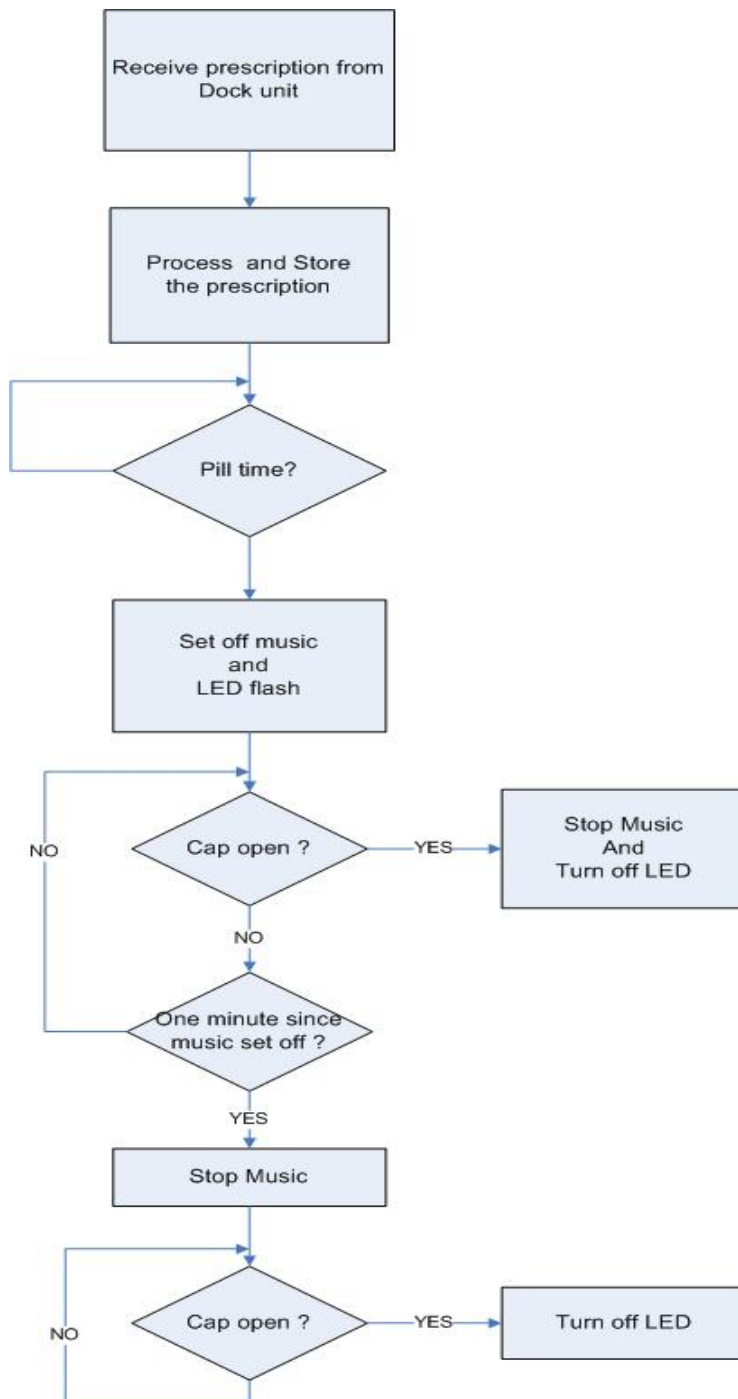 Receive prescription from
Dock unit
Process and Store
the prescription
Pill time?
Set off music
and
LED flash
Cap open ?
YES
Stop Music
And
Turn off LED
NO
NO
One minute since
music set off ?
YES
Stop Music
Cap open ?
YES
Turn off LED
NO